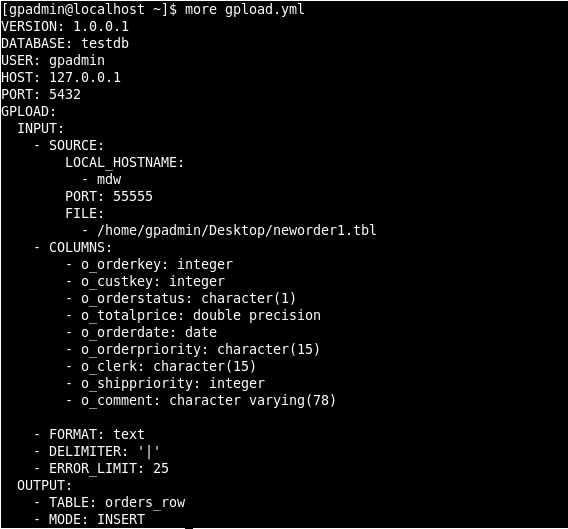 [gpadmin@localhost ~]$ more gpload.yml
VERSION: 1.0.0.1
DATABASE: testdb
USER: gpadmin
HOST: 127.0.0.1
PORT: 5432
GPLOAD:
  INPUT:
    - SOURCE:
        LOCAL_HOSTNAME:
          - mdw
        PORT: 55555
        FILE:
          - /home/gpadmin/Desktop/neworder1.tbl
    - COLUMNS:
        - o_orderkey: integer
        - o_custkey: integer
        - o_orderstatus: character(1)
        - o_totalprice: double precision
        - o_orderdate: date
        - o_orderpriority: character(15)
        - o_clerk: character(15)
        - o_shippriority: integer
        - o_comment: character varying(78)
    - FORMAT: text
    - DELIMITER: '|'
    - ERROR_LIMIT: 25
  OUTPUT:
    - TABLE: orders_row
    - MODE: INSERT